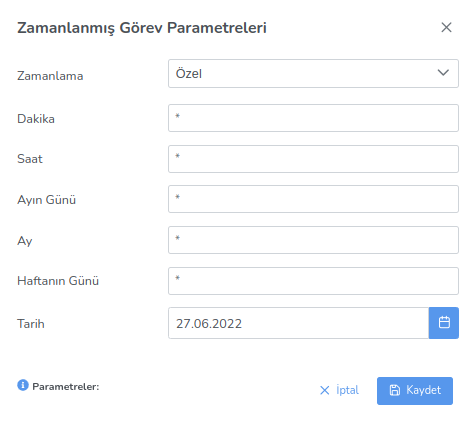 Zamanlanmış Görev Parametreleri
Zamanlama Özel
Dakika *
Saat *
Ayın Günü *
Ay *
Haftanın Günü *
Tarih 27.06.2022
Parametreler: İptal Kaydet